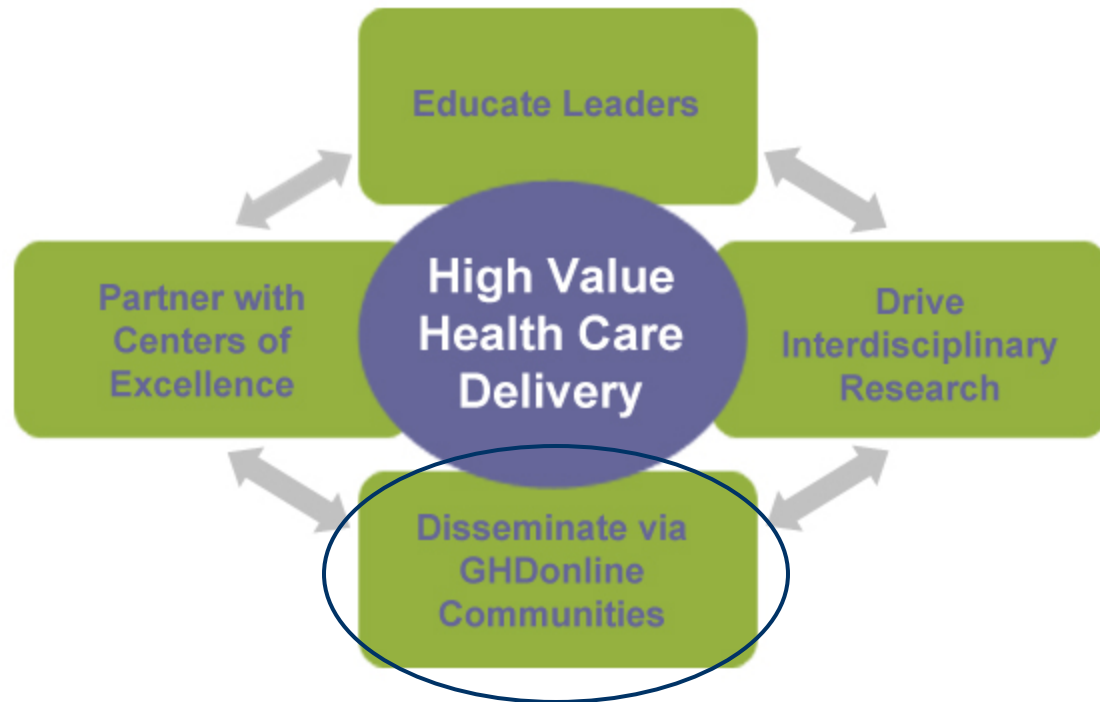 Educate Leaders
Partner with
Centers of
Excellence
High Value
Health Care
Delivery
Drive
Interdisciplinary
Research
Disseminate via
GHDonline
Communities